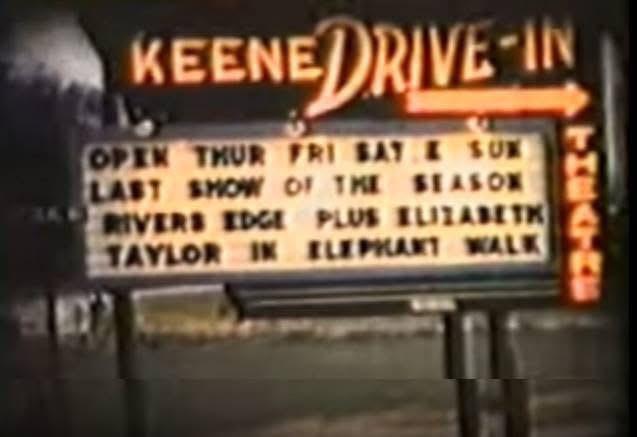 KEENE DRIVE-IN
THEATRE
OPEN THUR FRI SAT & SUN
LAST SHOW OF THE SEASON
RIVERS EDGE PLUS ELIZABETH
TAYLOR IN ELEPHANT WALK